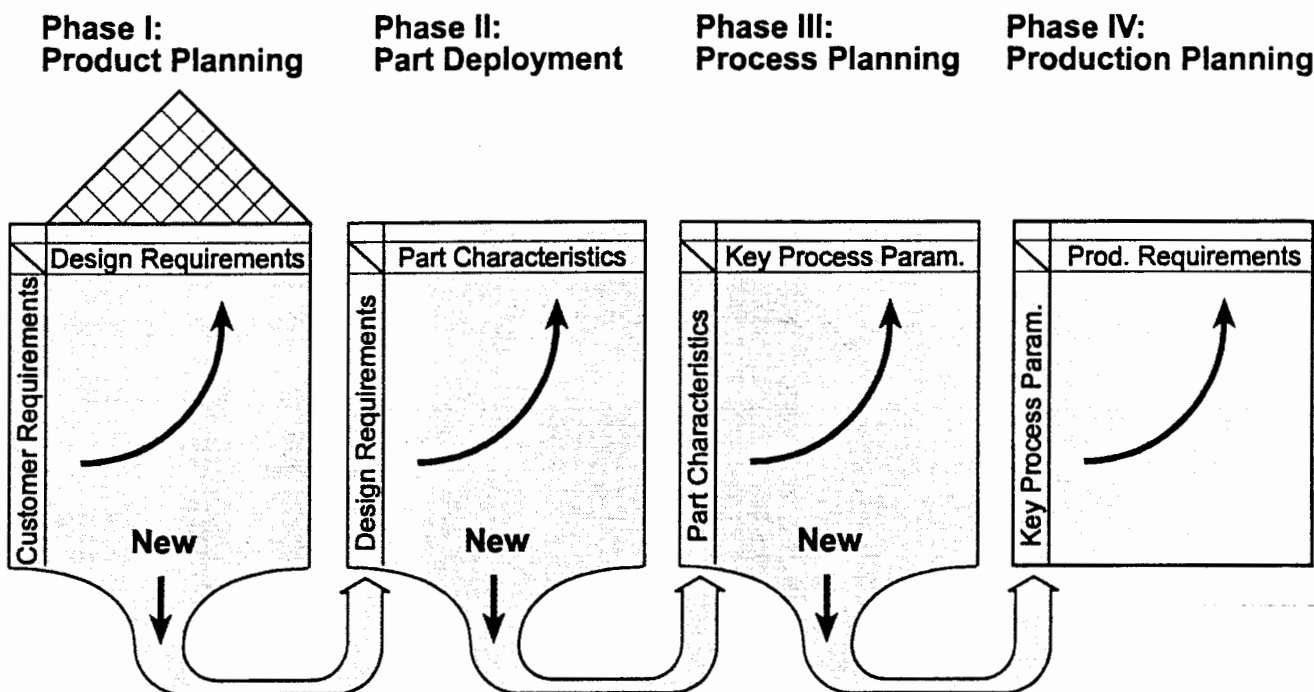 Phase I:
Product Planning
Phase II:
Part Deployment
Phase III:
Process Planning
Phase IV:
Production Planning
Design Requirements
Customer Requirements
New
Part Characteristics
Design Requirements
New
Key Process Param.
Part Characteristics
New
Prod. Requirements
Key Process Param.